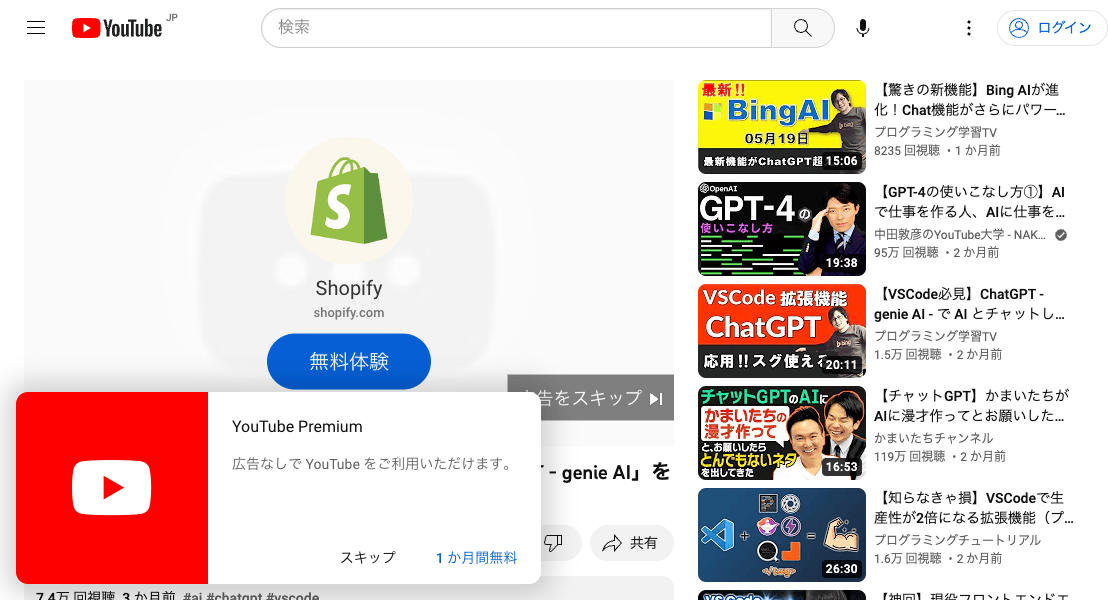 YouTube JP
検索
ログイン
Shopify
shopify.com
無料体験
告をスキップ
YouTube Premium
広告なしで YouTube をご利用いただけます。
スキップ
1 か月間無料
- genie AI」を
共有
7.4万 回視聴 3 か月前 #ai #chatgpt #vscode
最新!!
BingAI
05月19日
最新機能がChatGPT超
15:06
【驚きの新機能】Bing AIが進
化！Chat機能がさらにパワー...
プログラミング学習TV
8235 回視聴 ・1 か月前
OpenAI
GPT-4の
使いこなし方
19:38
【GPT-4の使いこなし方①】AI
で仕事を作る人、AIに仕事を...
中田敦彦のYouTube大学 - NAK...
95万 回視聴 ・2 か月前
VSCode 拡張機能
ChatGPT
応用!!スグ使える
20:11
【VSCode必見】ChatGPT -
genie AI - で AI とチャットし...
プログラミング学習TV
1.5万 回視聴 ・2 か月前
チャットGPTのAIに
かまいたちの
漫才作って
と、お願いしたら
とんでもないネタ
を出してきた
16:53
【チャットGPT】かまいたちが
AIに漫才作ってとお願いした...
かまいたちチャンネル
119万 回視聴 ・2 か月前
+
=
26:30
【知らなきゃ損】VSCodeで生
産性が2倍になる拡張機能（プ...
プログラミングチュートリアル
1.6万 回視聴 ・2 か月前
VS Code
【神回】現役フロントエンドエ